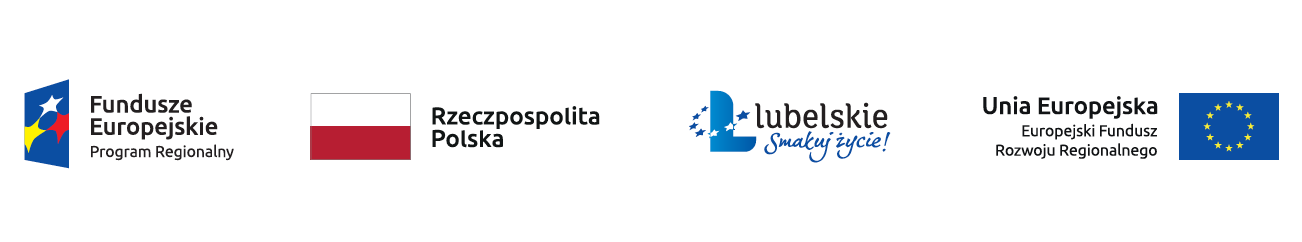 Fundusze
Europejskie
Program Regionalny
Rzeczpospolita
Polska
lubelskie
Smakuj życie!
Unia Europejska
Europejski Fundusz
Rozwoju Regionalnego